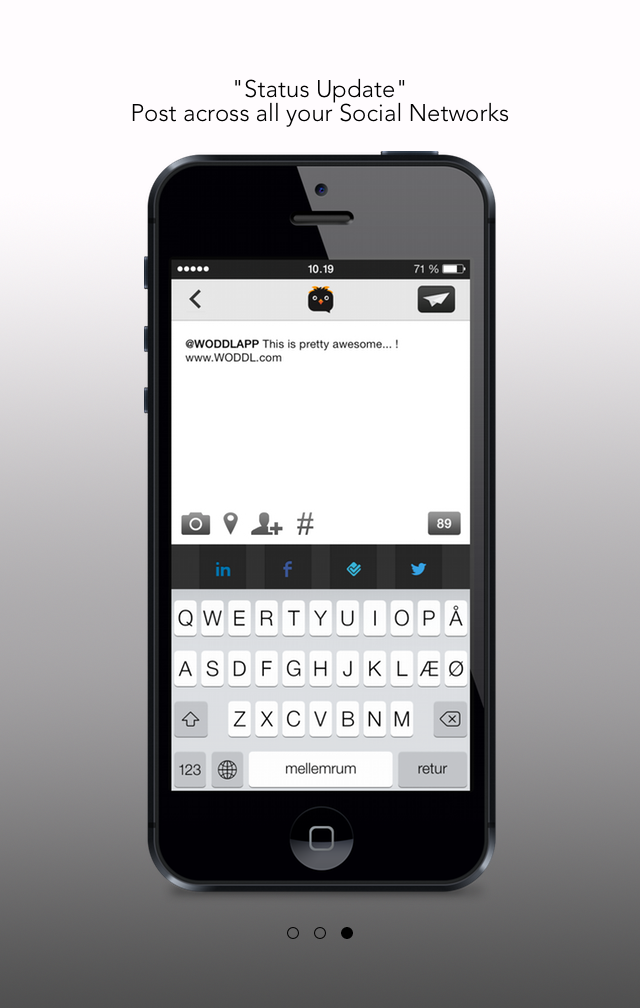 "Status Update"
Post across all your Social Networks
10.19
71 %
@WODDLAPP This is pretty awesome... !
www.WODDL.com
#
89
in f
Q W E R T Y U I O P Å
A S D F G H J K L Æ Ø
Z X C V B N M
123 mellemrum retur